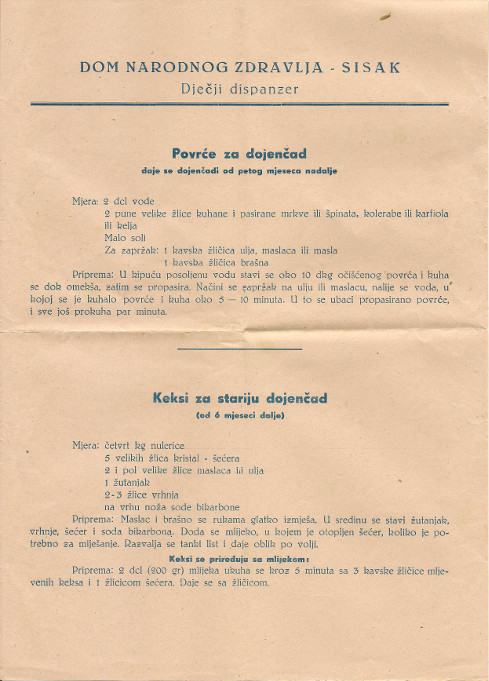 DOM NARODNOG ZDRAVLJA - SISAK
Dječji dispanzer
Povrće za dojenčad
daje se dojenčadi od petog mjeseca nadalje
Mjera: 2 dcl vode
2 pune velike žlice kuhane i pasirane mrkve ili špinata, kolerabe ili karfiola
ili kelja
Malo soli
Za zapržak: 1 kavska žličica ulja, maslaca ili masla
1 kavska žličica brašna
Priprema: U kipuću posoljenu vodu stavi se oko 10 dkg očišćenog povrća i kuha
se dok omekša, zatim se propasira. Načini se zapržak na ulju ili maslacu, nalije se voda, u
kojoj se je kuhalo povrće i kuha oko 5 — 10 minuta. U to se ubaci propasirano povrće,
i sve još prokuha par minuta.
Keksi za stariju dojenčad
(od 6 mjeseci dalje)
Mjera: četvrt kg nulerice
5 velikih žlica kristal - šećera
2 i pol velike žlice maslaca ili ulja
1 žutanjak
2-3 žlice vrhnja
na vrhu noža sode bikarbone
Priprema: Maslac i brašno se rukama glatko izmješa. U sredinu se stavi žutanjak,
vrhnje, šećer i soda bikarbona. Doda se mlijeko, u kojem je otopljen šećer, koliko je po-
trebno za miješanje. Razvalja se tanki list i daje oblik po volji.
Keksi se priređuju sa mlijekom:
Priprema: 2 dcl (200 gr) mlijeka ukuha se kroz 5 minuta sa 3 kavske žličice mlje-
venih keksa i 1 žlicicom šećera. Daje se sa žličicom.